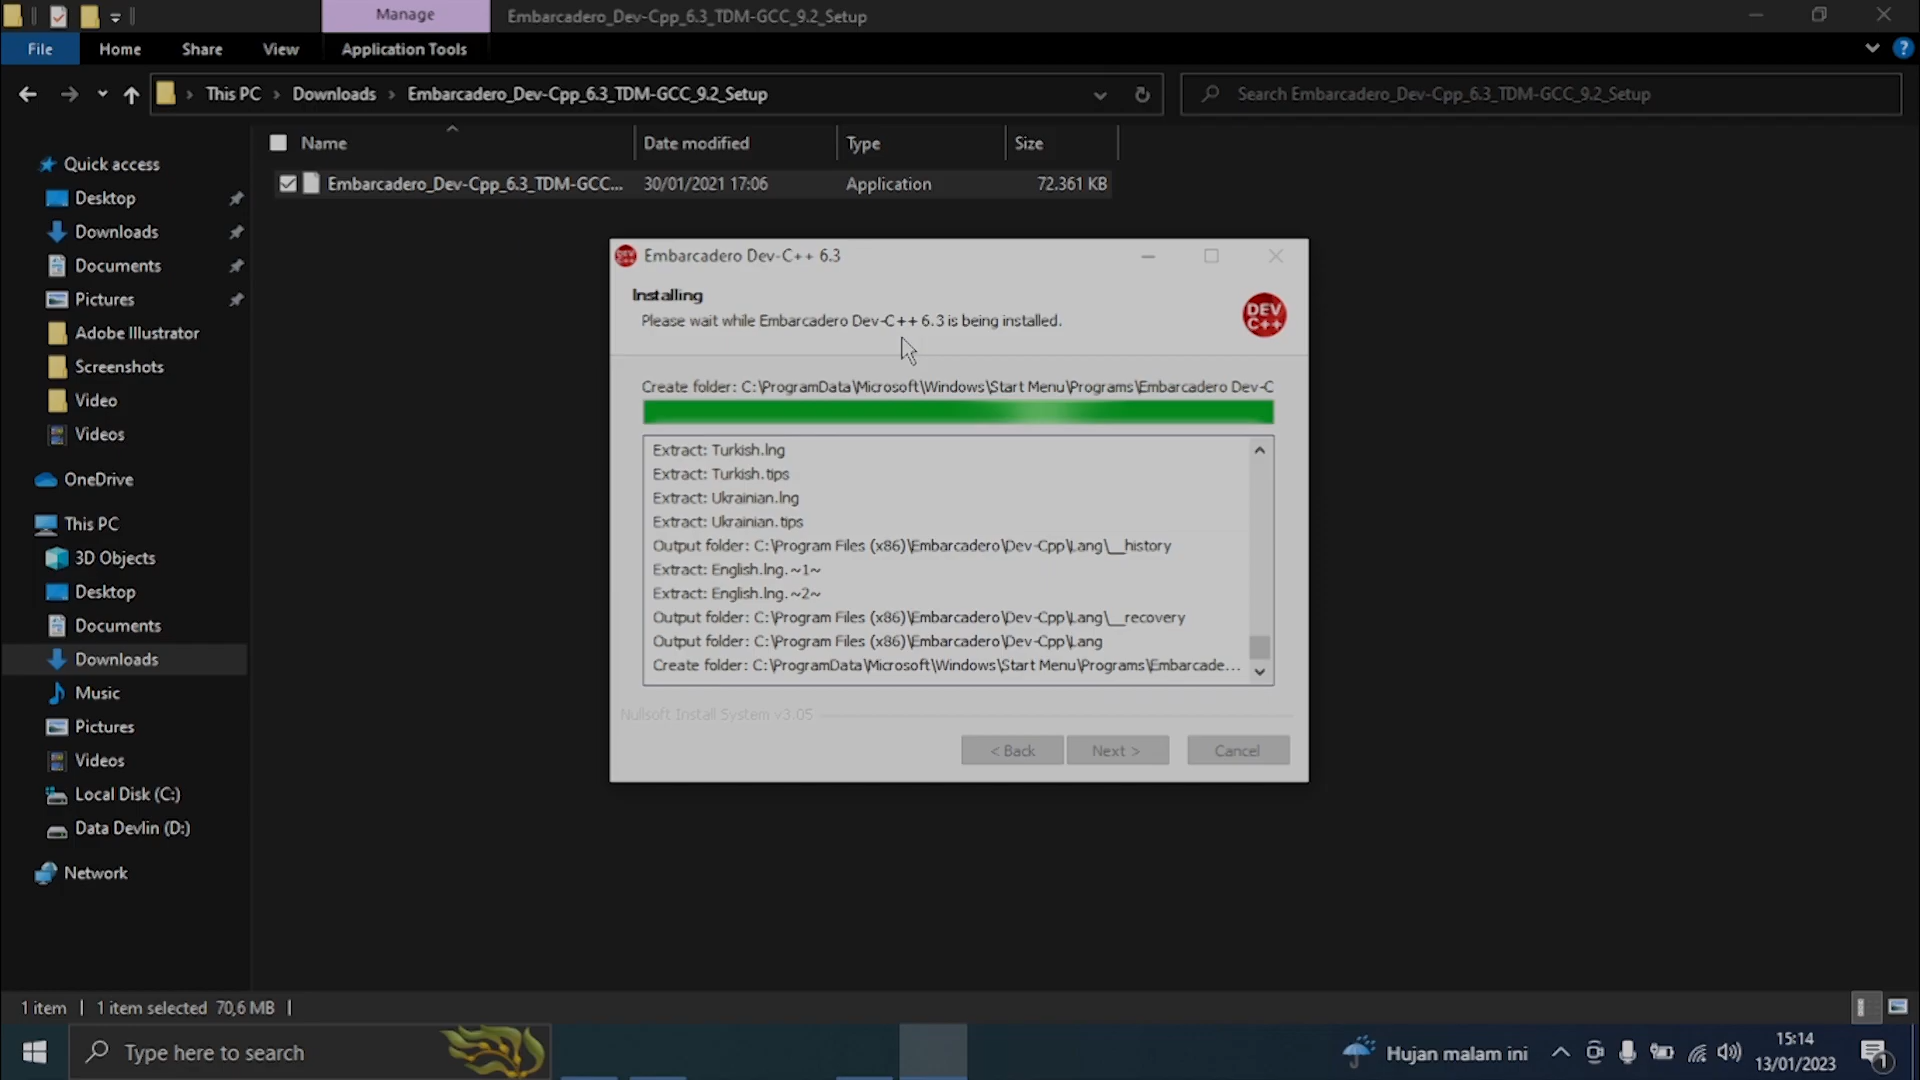 Manage
Embarcadero_Dev-Cpp_6.3_TDM-GCC_9.2_Setup
File
Home
Share
View
Application Tools
This PC
Downloads
Embarcadero_Dev-Cpp_6.3_TDM-GCC_9.2_Setup
Search Embarcadero_Dev-Cpp_6.3_TDM-GCC_9.2_Setup
Name
Date modified
Type
Size
Embarcadero_Dev-Cpp_6.3_TDM-GCC...
30/01/2021 17:06
Application
72.361 KB
Quick access
Desktop
Downloads
Documents
Pictures
Adobe Illustrator
Screenshots
Video
Videos
OneDrive
This PC
3D Objects
Desktop
Documents
Downloads
Music
Pictures
Videos
Local Disk (C:)
Data Devlin (D:)
Network
Embarcadero Dev-C++ 6.3
Installing
Please wait while Embarcadero Dev-C++ 6.3 is being installed.
DEV
C++
Create folder: C:\ProgramData\Microsoft\Windows\Start Menu\Programs\Embarcadero Dev-C
Extract: Turkish.lng
Extract: Turkish.tips
Extract: Ukrainian.lng
Extract: Ukrainian.tips
Output folder: C:\Program Files (x86)\Embarcadero\Dev-Cpp\Lang\__history
Extract: English.lng.~1~
Extract: English.lng.~2~
Output folder: C:\Program Files (x86)\Embarcadero\Dev-Cpp\Lang\__recovery
Output folder: C:\Program Files (x86)\Embarcadero\Dev-Cpp\Lang
Create folder: C:\ProgramData\Microsoft\Windows\Start Menu\Programs\Embarcade...
Nullsoft Install System v3.05
< Back
Next >
Cancel
1 item
1 item selected 70,6 MB
Type here to search
Hujan malam ini
15:14
13/01/2023
1